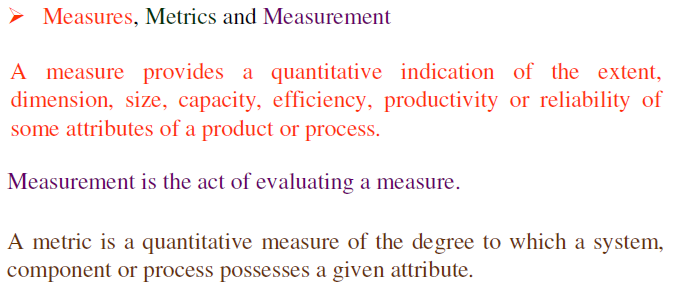 ➢ Measures, Metrics and Measurement
A measure provides a quantitative indication of the extent,
dimension, size, capacity, efficiency, productivity or reliability of
some attributes of a product or process.
Measurement is the act of evaluating a measure.
A metric is a quantitative measure of the degree to which a system,
component or process possesses a given attribute.